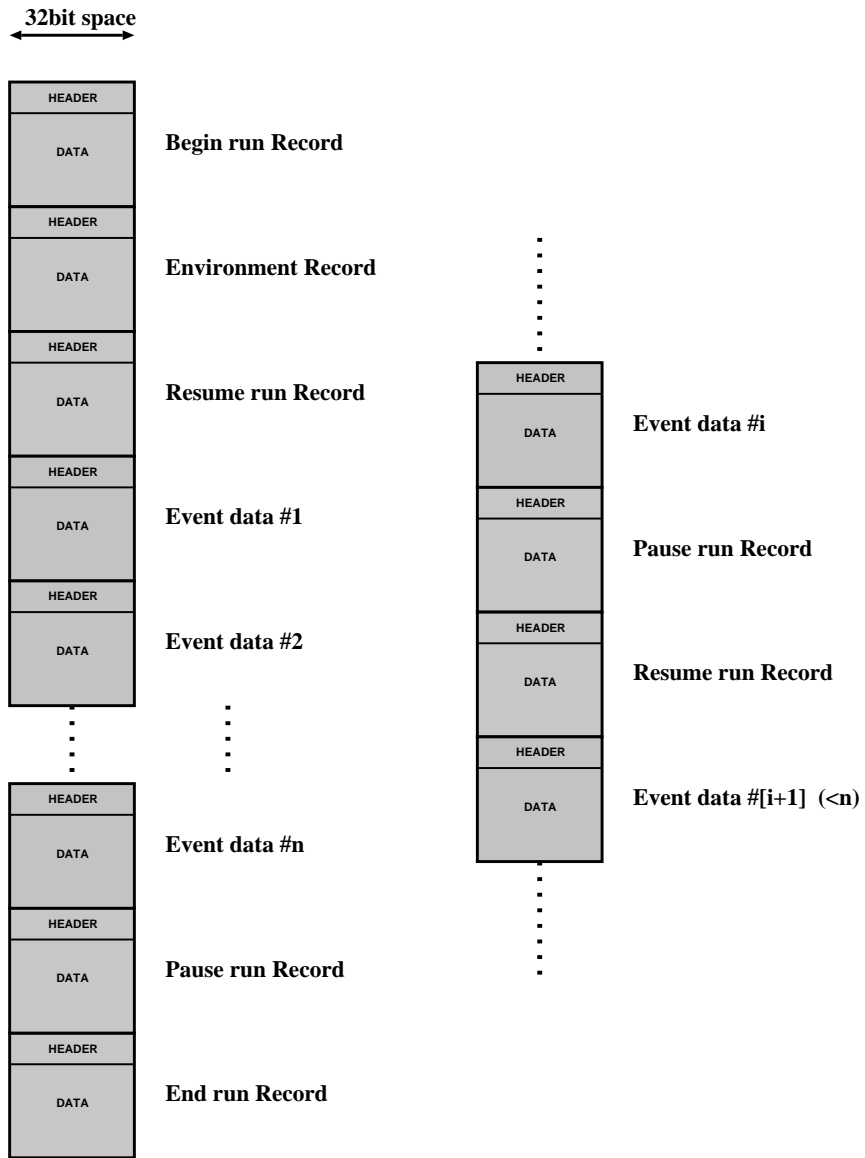 32bit space
HEADER
DATA
Begin run Record
HEADER
DATA
Environment Record
HEADER
DATA
Resume run Record
HEADER
DATA
Event data #1
HEADER
DATA
Event data #2
HEADER
DATA
Event data #n
HEADER
DATA
Pause run Record
HEADER
DATA
End run Record
HEADER
DATA
Event data #i
HEADER
DATA
Pause run Record
HEADER
DATA
Resume run Record
HEADER
DATA
Event data #[i+1] (<n)